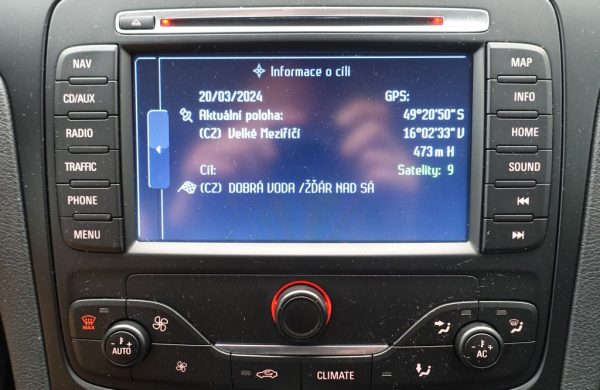 NAV
CD/AUX
RADIO
TRAFFIC
PHONE
MENU
Informace o cíli
20/03/2024 GPS:
Aktuální poloha: 49°20'50"S
(CZ) Velké Meziříčí 16°02'33"V
473 m H
Cíl: Satelity: 9
(CZ) DOBRÁ VODA /ŽĎÁR NAD SÁ
MAP
INFO
HOME
SOUND
MAX
- AUTO +
CLIMATE
- AC +